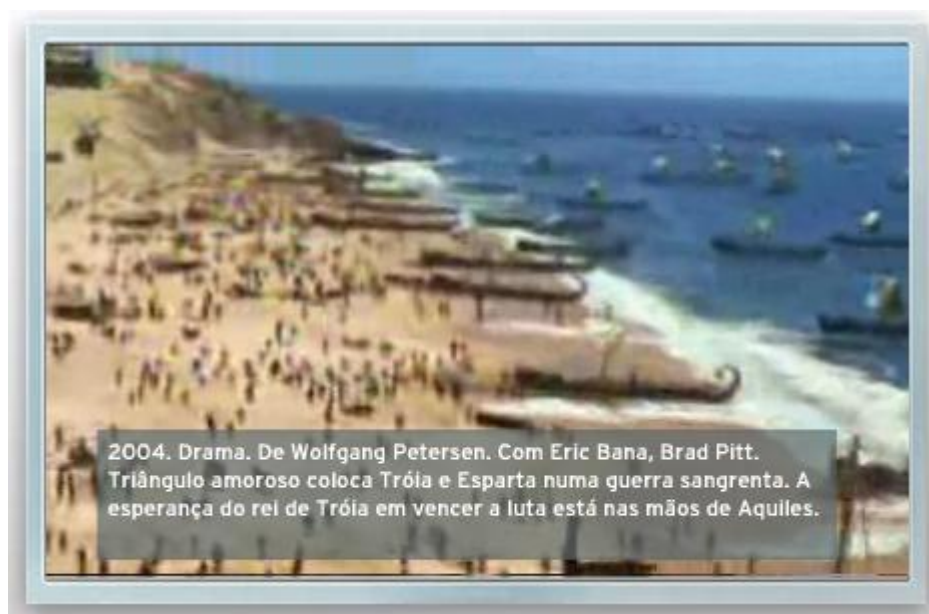 2004. Drama. De Wolfgang Petersen. Com Eric Bana, Brad Pitt.
Triângulo amoroso coloca Tróia e Esparta numa guerra sangrenta. A
esperança do rei de Tróia em vencer a luta está nas mãos de Aquiles.